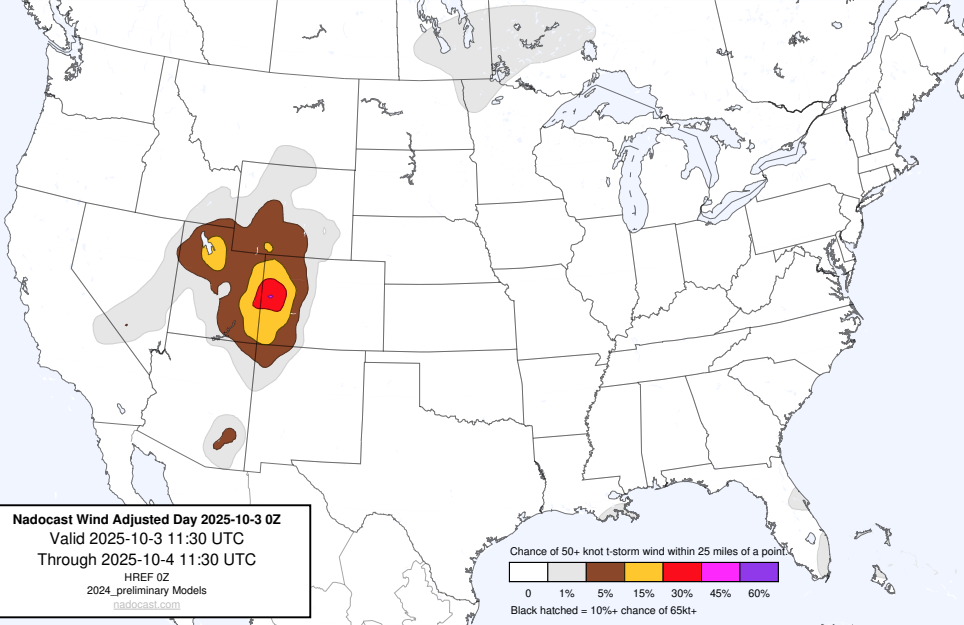 Nadocast Wind Adjusted Day 2025-10-3 0Z
Valid 2025-10-3 11:30 UTC
Through 2025-10-4 11:30 UTC
HREF 0Z
2024_preliminary Models
nadocast.com
Chance of 50+ knot t-storm wind within 25 miles of a point.
0 1% 5% 15% 30% 45% 60%
Black hatched = 10%+ chance of 65kt+